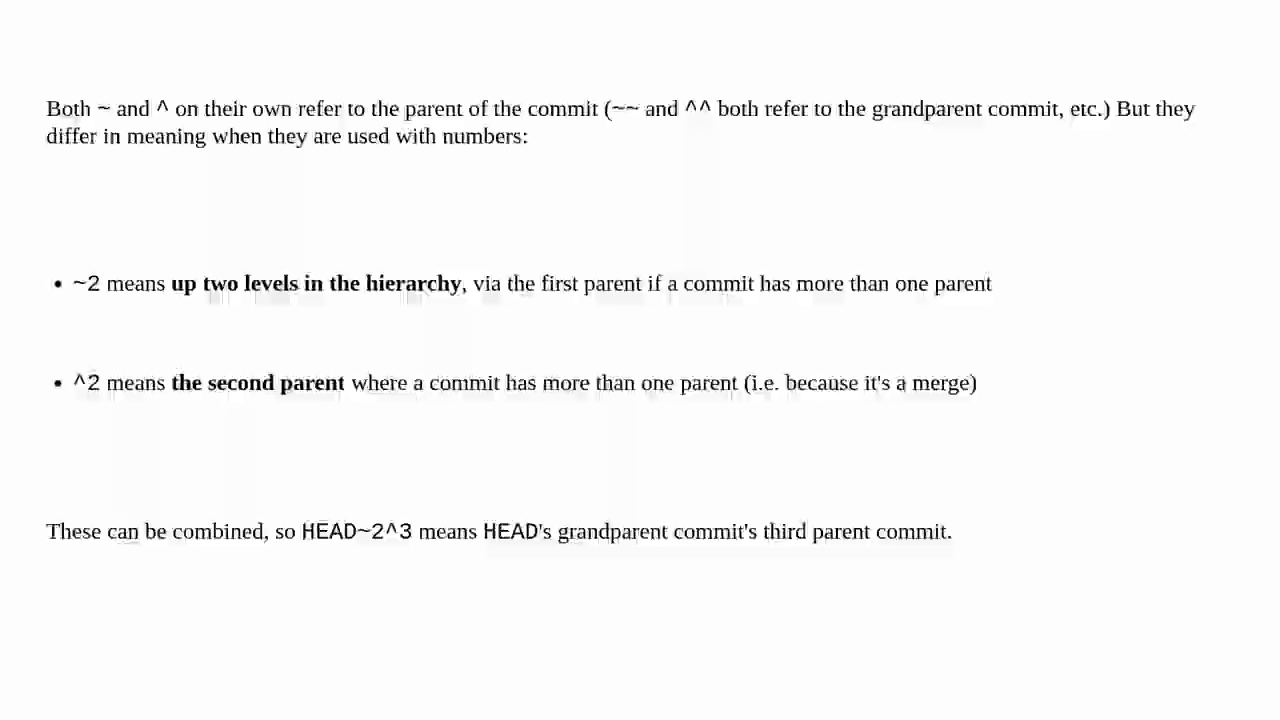 Both ~ and ^ on their own refer to the parent of the commit (~~ and ^^ both refer to the grandparent commit, etc.) But they
differ in meaning when they are used with numbers:
• ~2 means up two levels in the hierarchy, via the first parent if a commit has more than one parent
• ^2 means the second parent where a commit has more than one parent (i.e. because it's a merge)
These can be combined, so HEAD~2^3 means HEAD's grandparent commit's third parent commit.